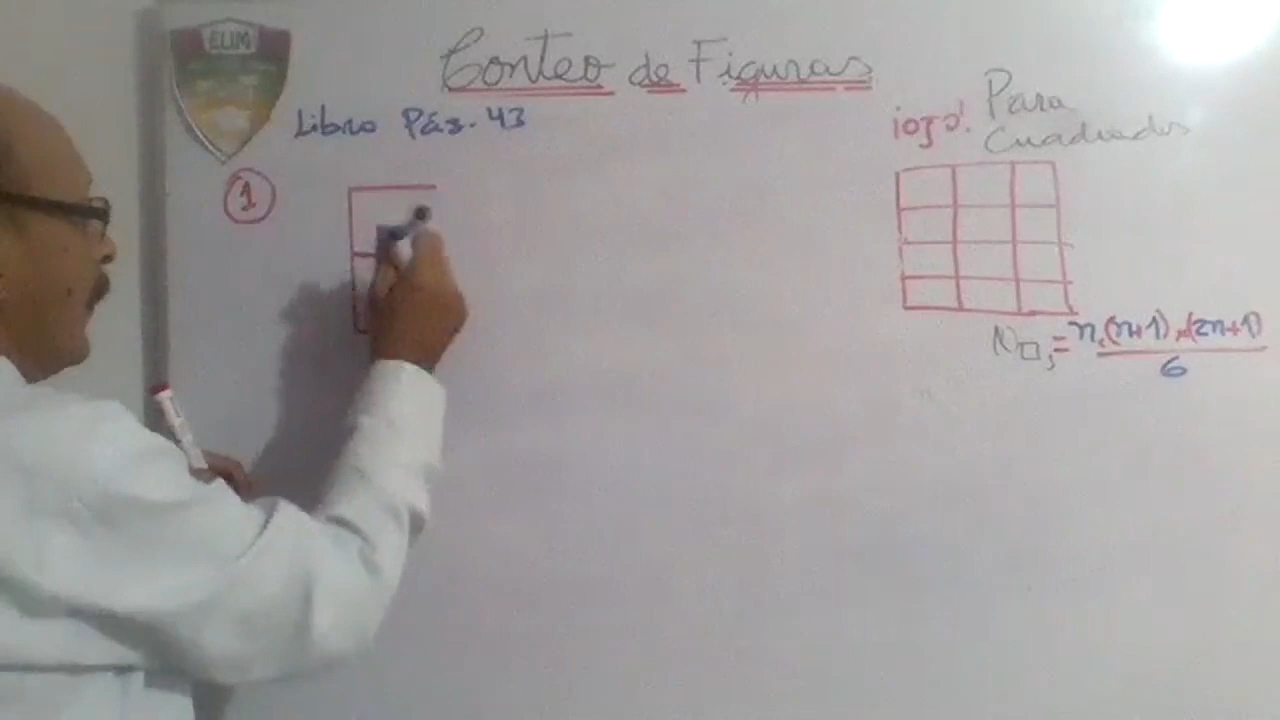 ELIM
Conteo de Figuras
Libro Pág. 43
¡ojo! Para
Cuadrados
1
N□s = n.(n+1).(2n+1)
6